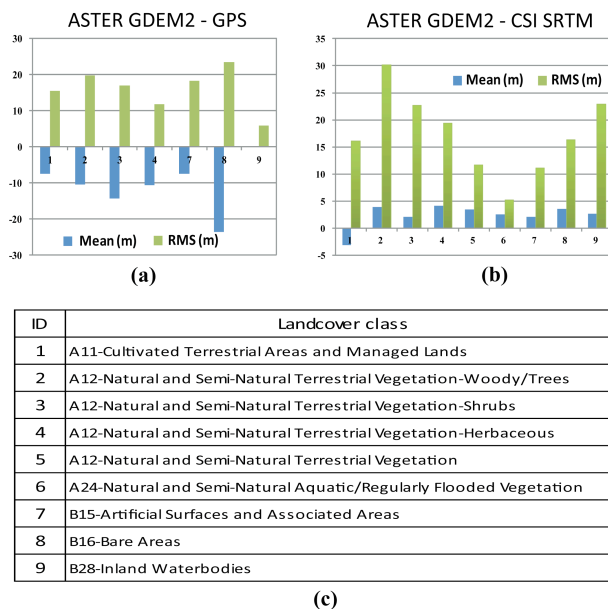 ASTER GDEM2 - GPS
30
20
10
0
-10
-20
-30
1 2 3 4 7 8 9
Mean (m) RMS (m)
(a)
ASTER GDEM2 - CSI SRTM
35
30
25
20
15
10
5
0
-5
Mean (m) RMS (m)
1 2 3 4 5 6 7 8 9
(b)
ID Landcover class
1 A11-Cultivated Terrestrial Areas and Managed Lands
2 A12-Natural and Semi-Natural Terrestrial Vegetation-Woody/Trees
3 A12-Natural and Semi-Natural Terrestrial Vegetation-Shrubs
4 A12-Natural and Semi-Natural Terrestrial Vegetation-Herbaceous
5 A12-Natural and Semi-Natural Terrestrial Vegetation
6 A24-Natural and Semi-Natural Aquatic/Regularly Flooded Vegetation
7 B15-Artificial Surfaces and Associated Areas
8 B16-Bare Areas
9 B28-Inland Waterbodies
(c)